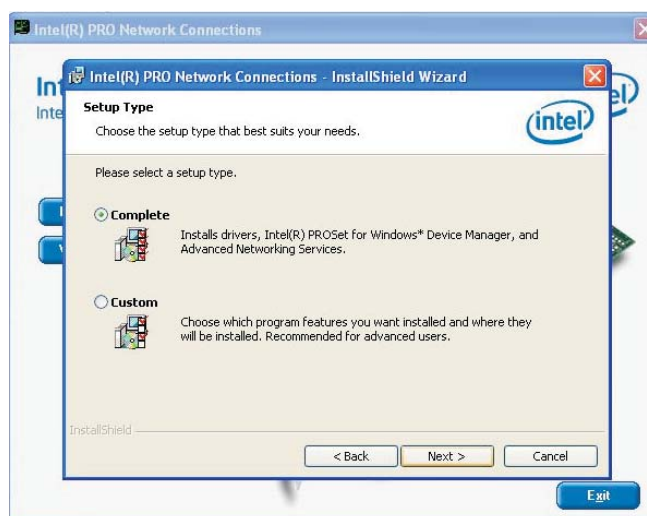 Intel(R) PRO Network Connections
Intel(R) PRO Network Connections - InstallShield Wizard
Setup Type
Choose the setup type that best suits your needs.
intel
Please select a setup type.
Complete
Installs drivers, Intel(R) PROSet for Windows* Device Manager, and
Advanced Networking Services.
Custom
Choose which program features you want installed and where they
will be installed. Recommended for advanced users.
InstallShield
< Back
Next >
Cancel
Exit